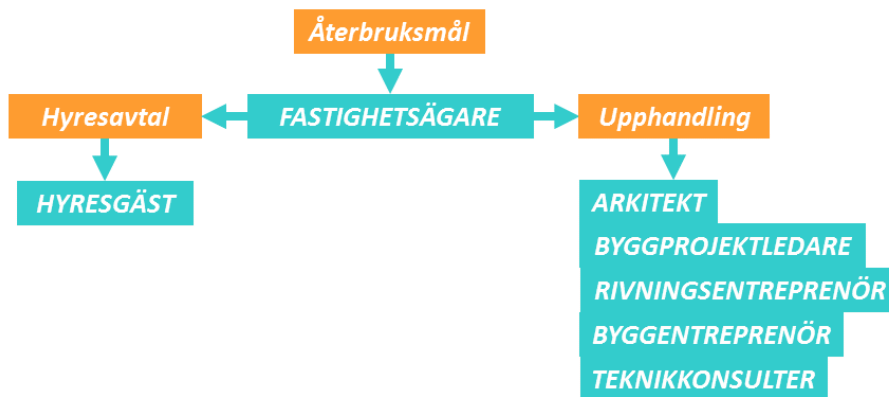 Återbruksmål
Hyresavtal
FASTIGHETSÄGARE
Upphandling
HYRESGÄST
ARKITEKT
BYGGPROJEKTLEDARE
RIVNINGSENTREPRENÖR
BYGGENTREPRENÖR
TEKNIKKONSULTER